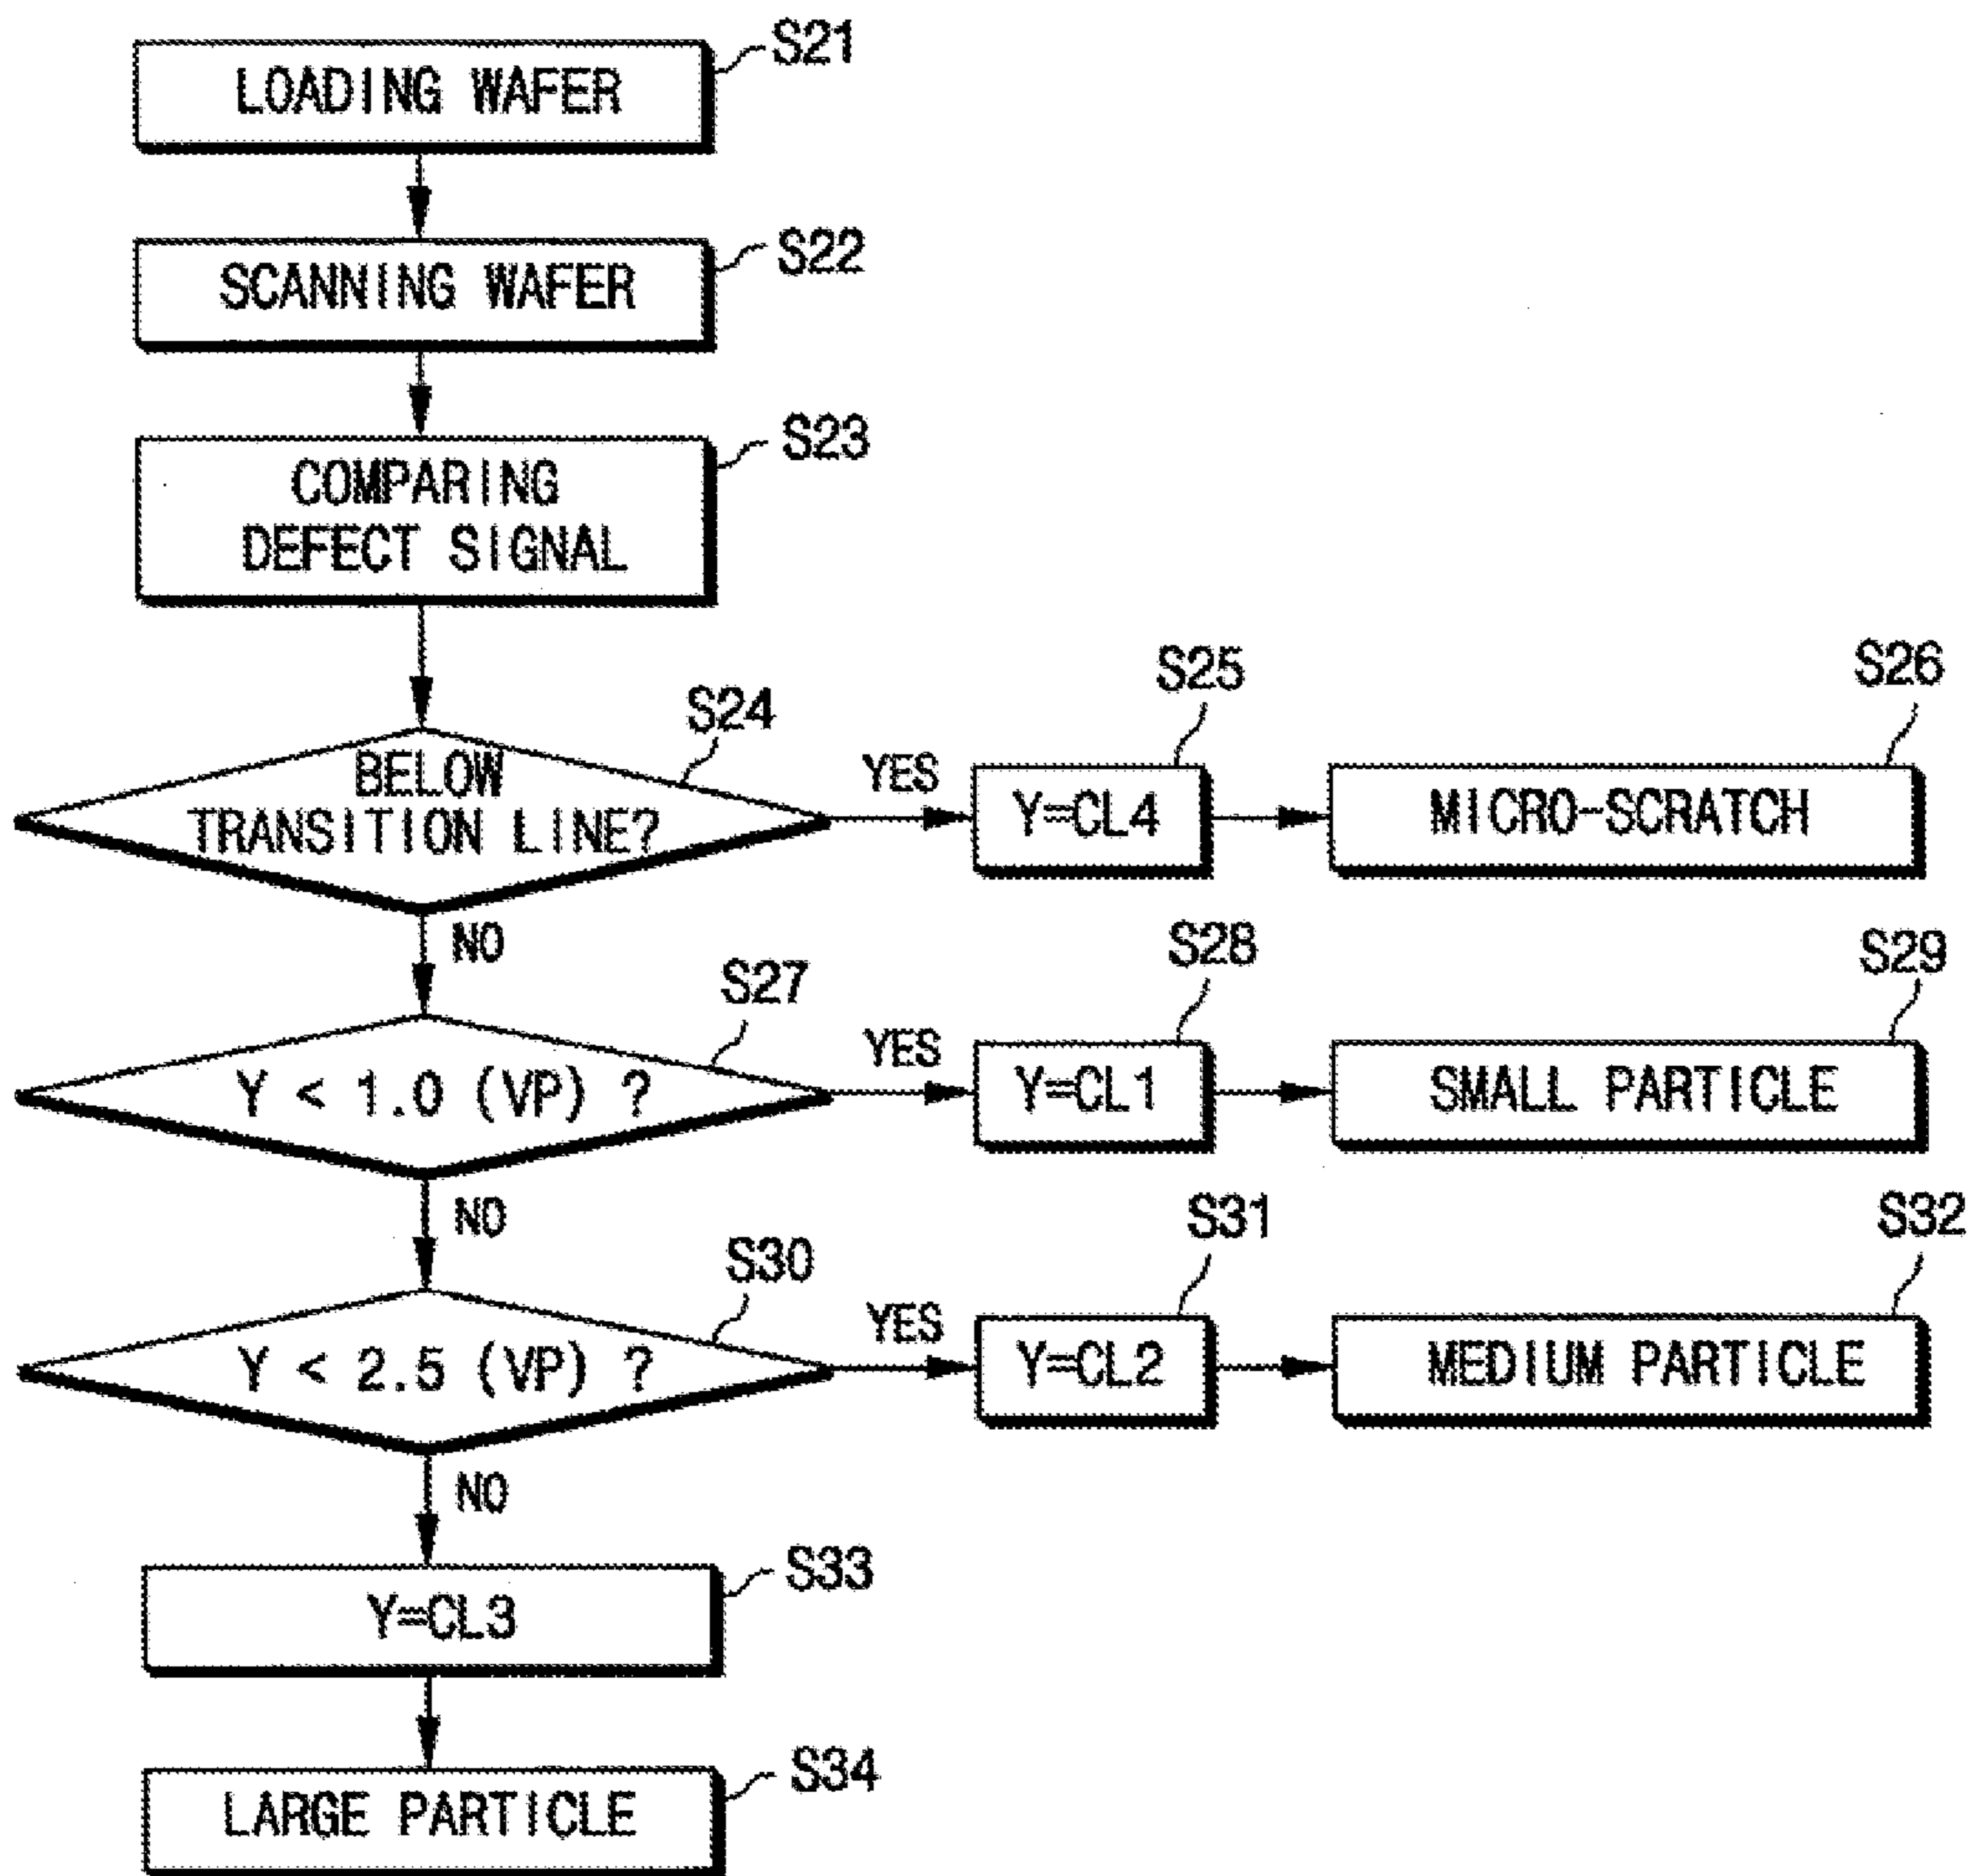 S21
LOADING WAFER
S22
SCANNING WAFER
S23
COMPARING
DEFECT SIGNAL
S24
BELOW
TRANSITION LINE?
YES
S25
Y=CL4
S26
MICRO-SCRATCH
NO
S27
Y < 1.0 (VP) ?
YES
S28
Y=CL1
S29
SMALL PARTICLE
NO
S30
Y < 2.5 (VP) ?
YES
S31
Y=CL2
S32
MEDIUM PARTICLE
NO
S33
Y=CL3
S34
LARGE PARTICLE